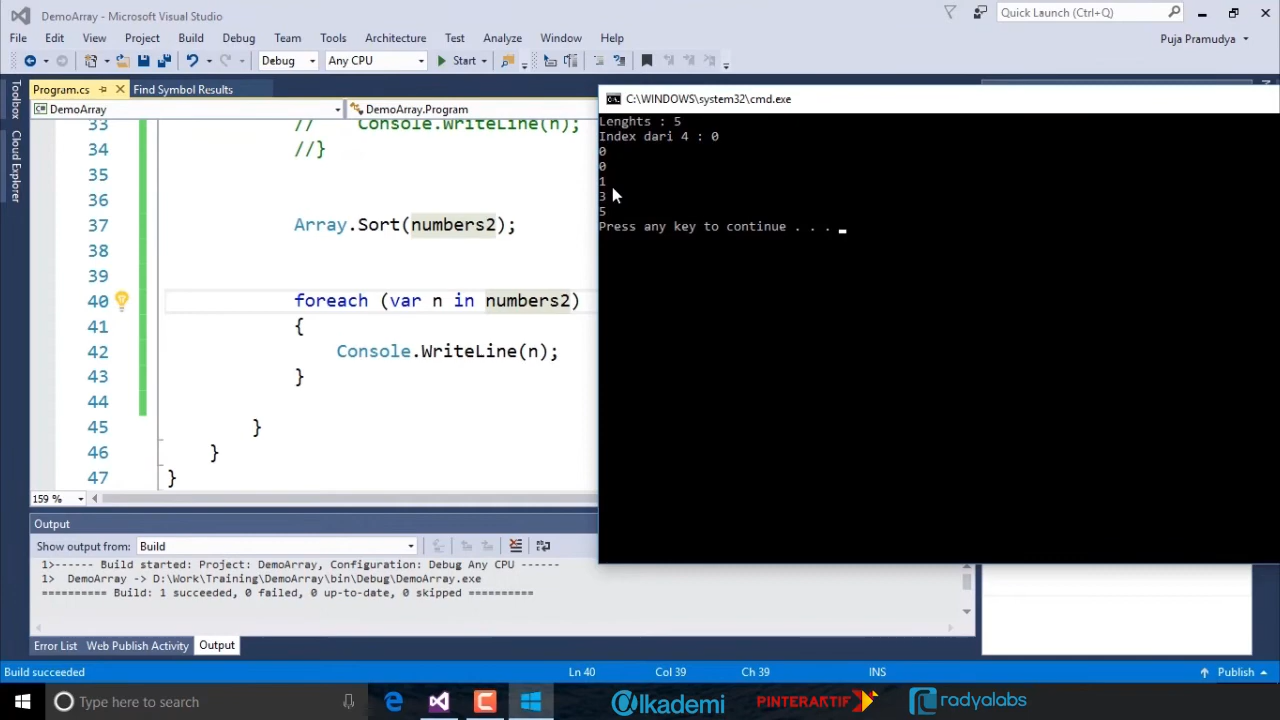 DemoArray - Microsoft Visual Studio
Quick Launch (Ctrl+Q)
File Edit View Project Build Debug Team Tools Architecture Test Analyze Window Help
Puja Pramudya
Debug Any CPU Start
Toolbox
Cloud Explorer
Program.cs Find Symbol Results
DemoArray DemoArray.Program
33 // Console.WriteLine(n);
34 //}
35
36
37 Array.Sort(numbers2);
38
39
40 foreach (var n in numbers2)
41 {
42 Console.WriteLine(n);
43 }
44
45 }
46 }
47 }
159 %
C:\WINDOWS\system32\cmd.exe
Lenghts : 5
Index dari 4 : 0
0
0
1
3
5
Press any key to continue . . .
Output
Show output from: Build
1>------ Build started: Project: DemoArray, Configuration: Debug Any CPU ------
1> DemoArray -> D:\Work\Training\DemoArray\bin\Debug\DemoArray.exe
========== Build: 1 succeeded, 0 failed, 0 up-to-date, 0 skipped ==========
Error List Web Publish Activity Output
Build succeeded Ln 40 Col 39 Ch 39 INS Publish
Type here to search
PINTERAKTIF radyalabs